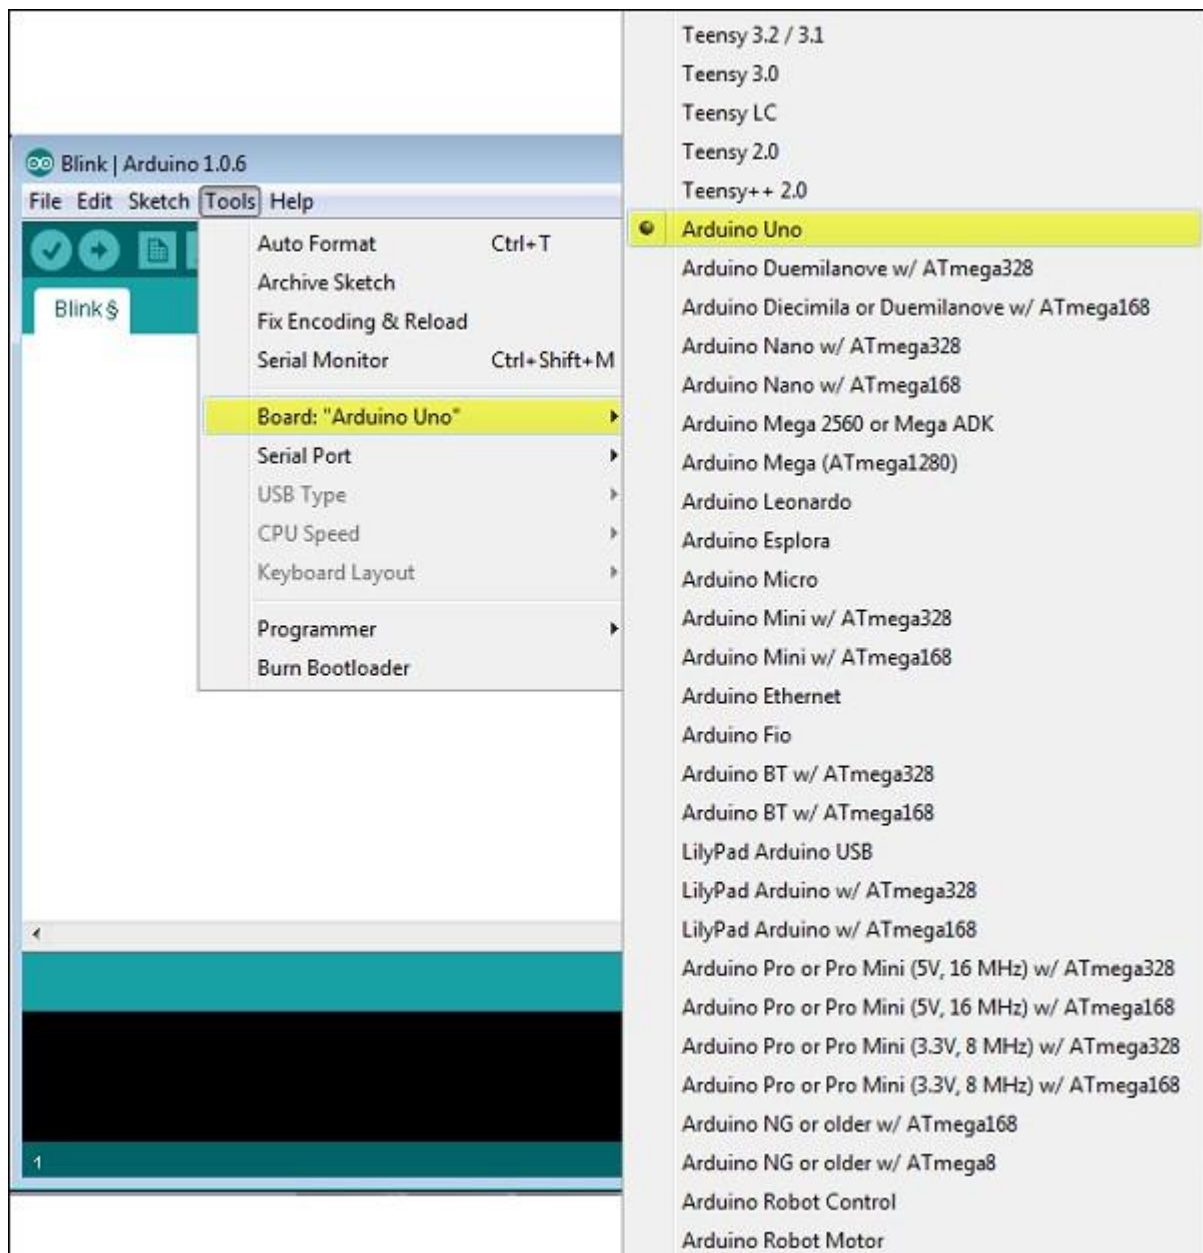 Blink | Arduino 1.0.6
File Edit Sketch Tools Help
Blink §
Auto Format Ctrl+T
Archive Sketch
Fix Encoding & Reload
Serial Monitor Ctrl+Shift+M
Board: "Arduino Uno"
Serial Port
USB Type
CPU Speed
Keyboard Layout
Programmer
Burn Bootloader
1
Teensy 3.2 / 3.1
Teensy 3.0
Teensy LC
Teensy 2.0
Teensy++ 2.0
Arduino Uno
Arduino Duemilanove w/ ATmega328
Arduino Diecimila or Duemilanove w/ ATmega168
Arduino Nano w/ ATmega328
Arduino Nano w/ ATmega168
Arduino Mega 2560 or Mega ADK
Arduino Mega (ATmega1280)
Arduino Leonardo
Arduino Esplora
Arduino Micro
Arduino Mini w/ ATmega328
Arduino Mini w/ ATmega168
Arduino Ethernet
Arduino Fio
Arduino BT w/ ATmega328
Arduino BT w/ ATmega168
LilyPad Arduino USB
LilyPad Arduino w/ ATmega328
LilyPad Arduino w/ ATmega168
Arduino Pro or Pro Mini (5V, 16 MHz) w/ ATmega328
Arduino Pro or Pro Mini (5V, 16 MHz) w/ ATmega168
Arduino Pro or Pro Mini (3.3V, 8 MHz) w/ ATmega328
Arduino Pro or Pro Mini (3.3V, 8 MHz) w/ ATmega168
Arduino NG or older w/ ATmega168
Arduino NG or older w/ ATmega8
Arduino Robot Control
Arduino Robot Motor